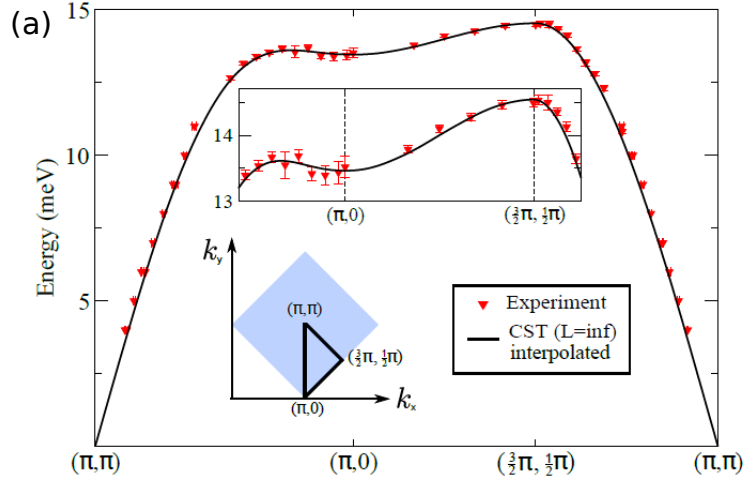 (a)
15
10
5
Energy (meV)
14
13
(π,0)
(3/2π, 1/2π)
k_y
(π,π)
(3/2π, 1/2π)
(π,0)
k_x
Experiment
CST (L=inf)
interpolated
(π,π)
(π,0)
(3/2π, 1/2π)
(π,π)